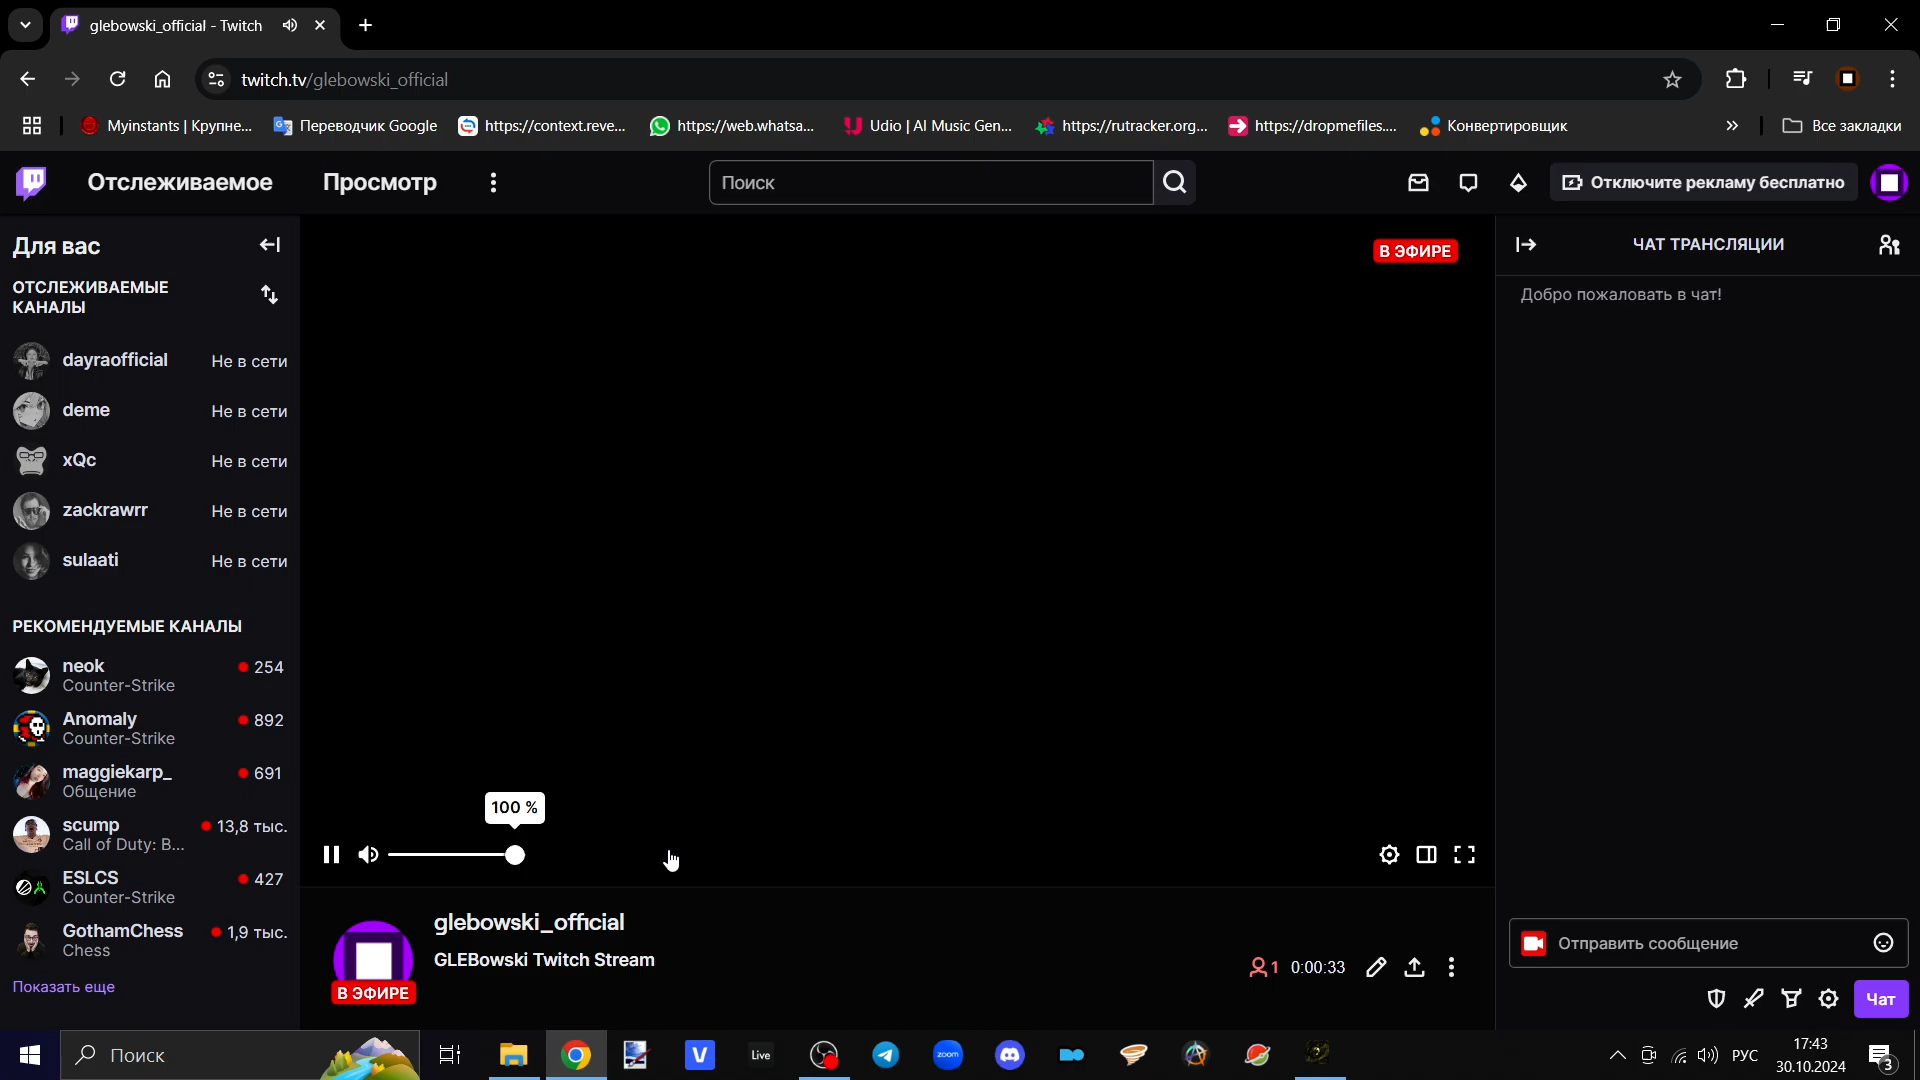 glebowski_official - Twitch
twitch.tv/glebowski_official
Myinstants | Крупне...
Переводчик Google
https://context.reve...
https://web.whatsa...
Udio | AI Music Gen...
https://rutracker.org...
https://dropmefiles....
Конвертировщик
Все закладки
Отслеживаемое
Просмотр
Поиск
Отключите рекламу бесплатно
Для вас
ОТСЛЕЖИВАЕМЫЕ
КАНАЛЫ
dayraofficial Не в сети
deme Не в сети
xQc Не в сети
zackrawrr Не в сети
sulaati Не в сети
РЕКОМЕНДУЕМЫЕ КАНАЛЫ
neok 254
Counter-Strike
Anomaly 892
Counter-Strike
maggiekarp_ 691
Общение
scump 13,8 тыс.
Call of Duty: B...
ESLCS 427
Counter-Strike
GothamChess 1,9 тыс.
Chess
Показать еще
В ЭФИРЕ
100 %
glebowski_official
GLEBowski Twitch Stream
В ЭФИРЕ
1 0:00:33
ЧАТ ТРАНСЛЯЦИИ
Добро пожаловать в чат!
Отправить сообщение
Чат
Поиск
Live
zoom
РУС
17:43
30.10.2024
3